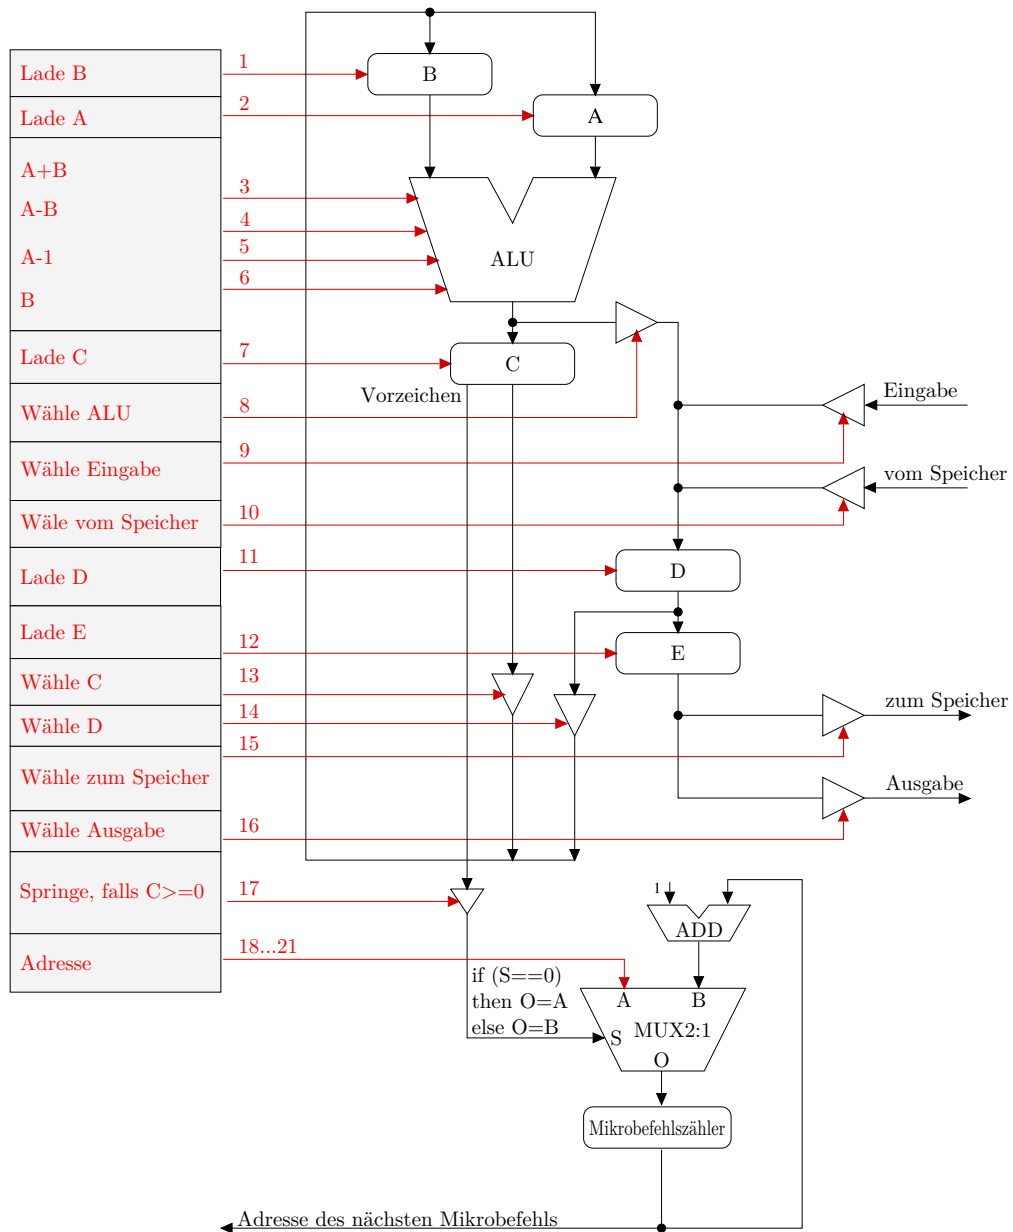 Lade B
1
B
Lade A
2
A
A+B
3
A-B
4
A-1
5
B
6
ALU
Lade C
7
C
Vorzeichen
Wähle ALU
8
Eingabe
Wähle Eingabe
9
vom Speicher
Wäle vom Speicher
10
Lade D
11
D
Lade E
12
E
Wähle C
13
Wähle D
14
zum Speicher
Wähle zum Speicher
15
Ausgabe
Wähle Ausgabe
16
Springe, falls C>=0
17
1
ADD
Adresse
18...21
if (S==0)
then O=A
else O=B
A
B
S
MUX2:1
O
Mikrobefehlszähler
Adresse des nächsten Mikrobefehls